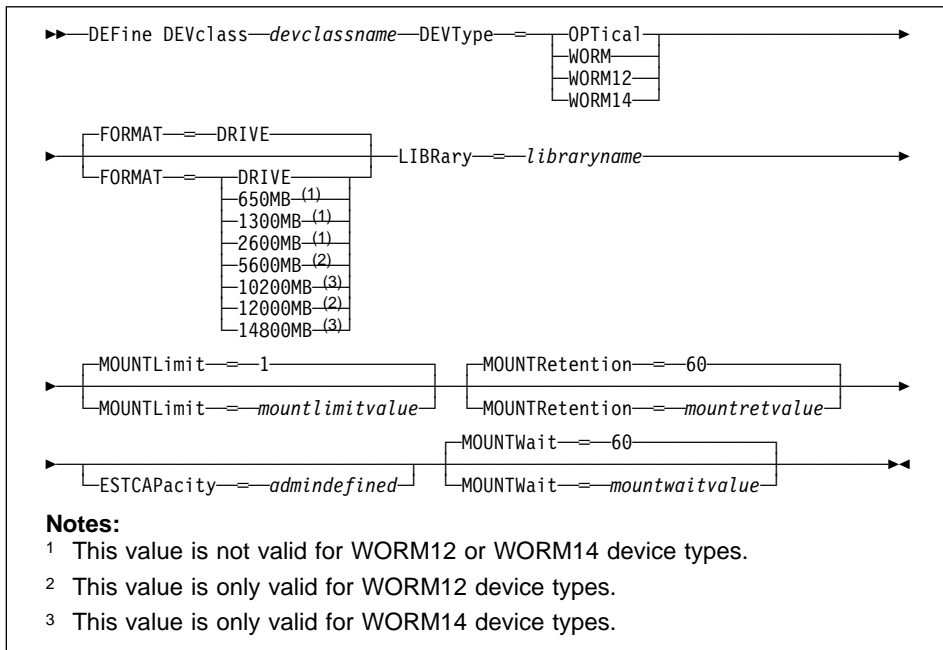 DEFine DEVclass devclassname DEVType = OPTical
WORM
WORM12
WORM14
FORMAT = DRIVE
LIBRary = libraryname
FORMAT = DRIVE
650MB (1)
1300MB (1)
2600MB (1)
5600MB (2)
10200MB (3)
12000MB (2)
14800MB (3)
MOUNTLimit = 1 MOUNTRetention = 60
MOUNTLimit = mountlimitvalue MOUNTRetention = mountretvalue
MOUNTWait = 60
ESTCAPacity = admindefined MOUNTWait = mountwaitvalue
Notes:
1 This value is not valid for WORM12 or WORM14 device types.
2 This value is only valid for WORM12 device types.
3 This value is only valid for WORM14 device types.